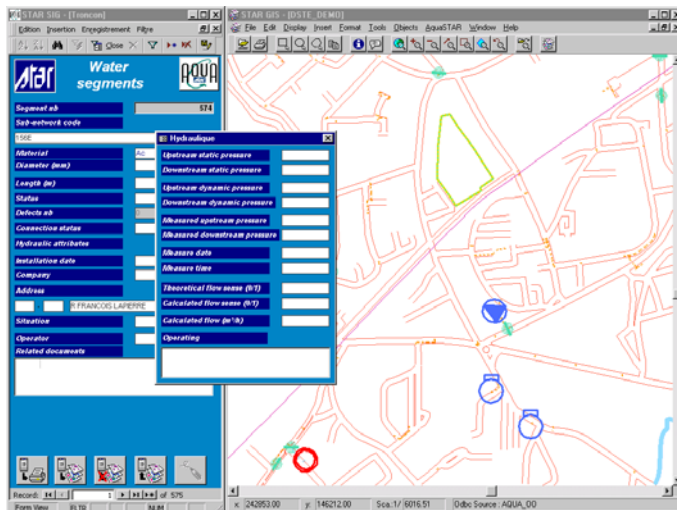 STAR SIG - [Troncon]
Edition Insertion Enregistrement Filtre
Close
Star
Water segments
AQUA
Segment nb 574
Sub-network code
156E
Material Ac
Diameter (mm)
Length (m)
Status
Defects nb
Connection status
Hydraulic attributes
Installation date
Company
Address
- R FRANCOIS LAPIERRE
Situation
Operator
Related documents
Record: 1 of 575
Form View FLTR NUM
Hydraulique
Upstream static pressure
Downstream static pressure
Upstream dynamic pressure
Downstream dynamic pressure
Measured upstream pressure
Measured downstream pressure
Measure date
Measure time
Theoretical flow sense (0/1)
Calculated flow sense (0/1)
Calculated flow (m³/h)
Operating
STAR GIS - [DSTE_DEMO]
File Edit Display Insert Format Tools Objects AquaSTAR Window Help
x: 242853.00 y: 146212.00 Sca.:1/ 6016.51 Odbc Source : AQUA_OO